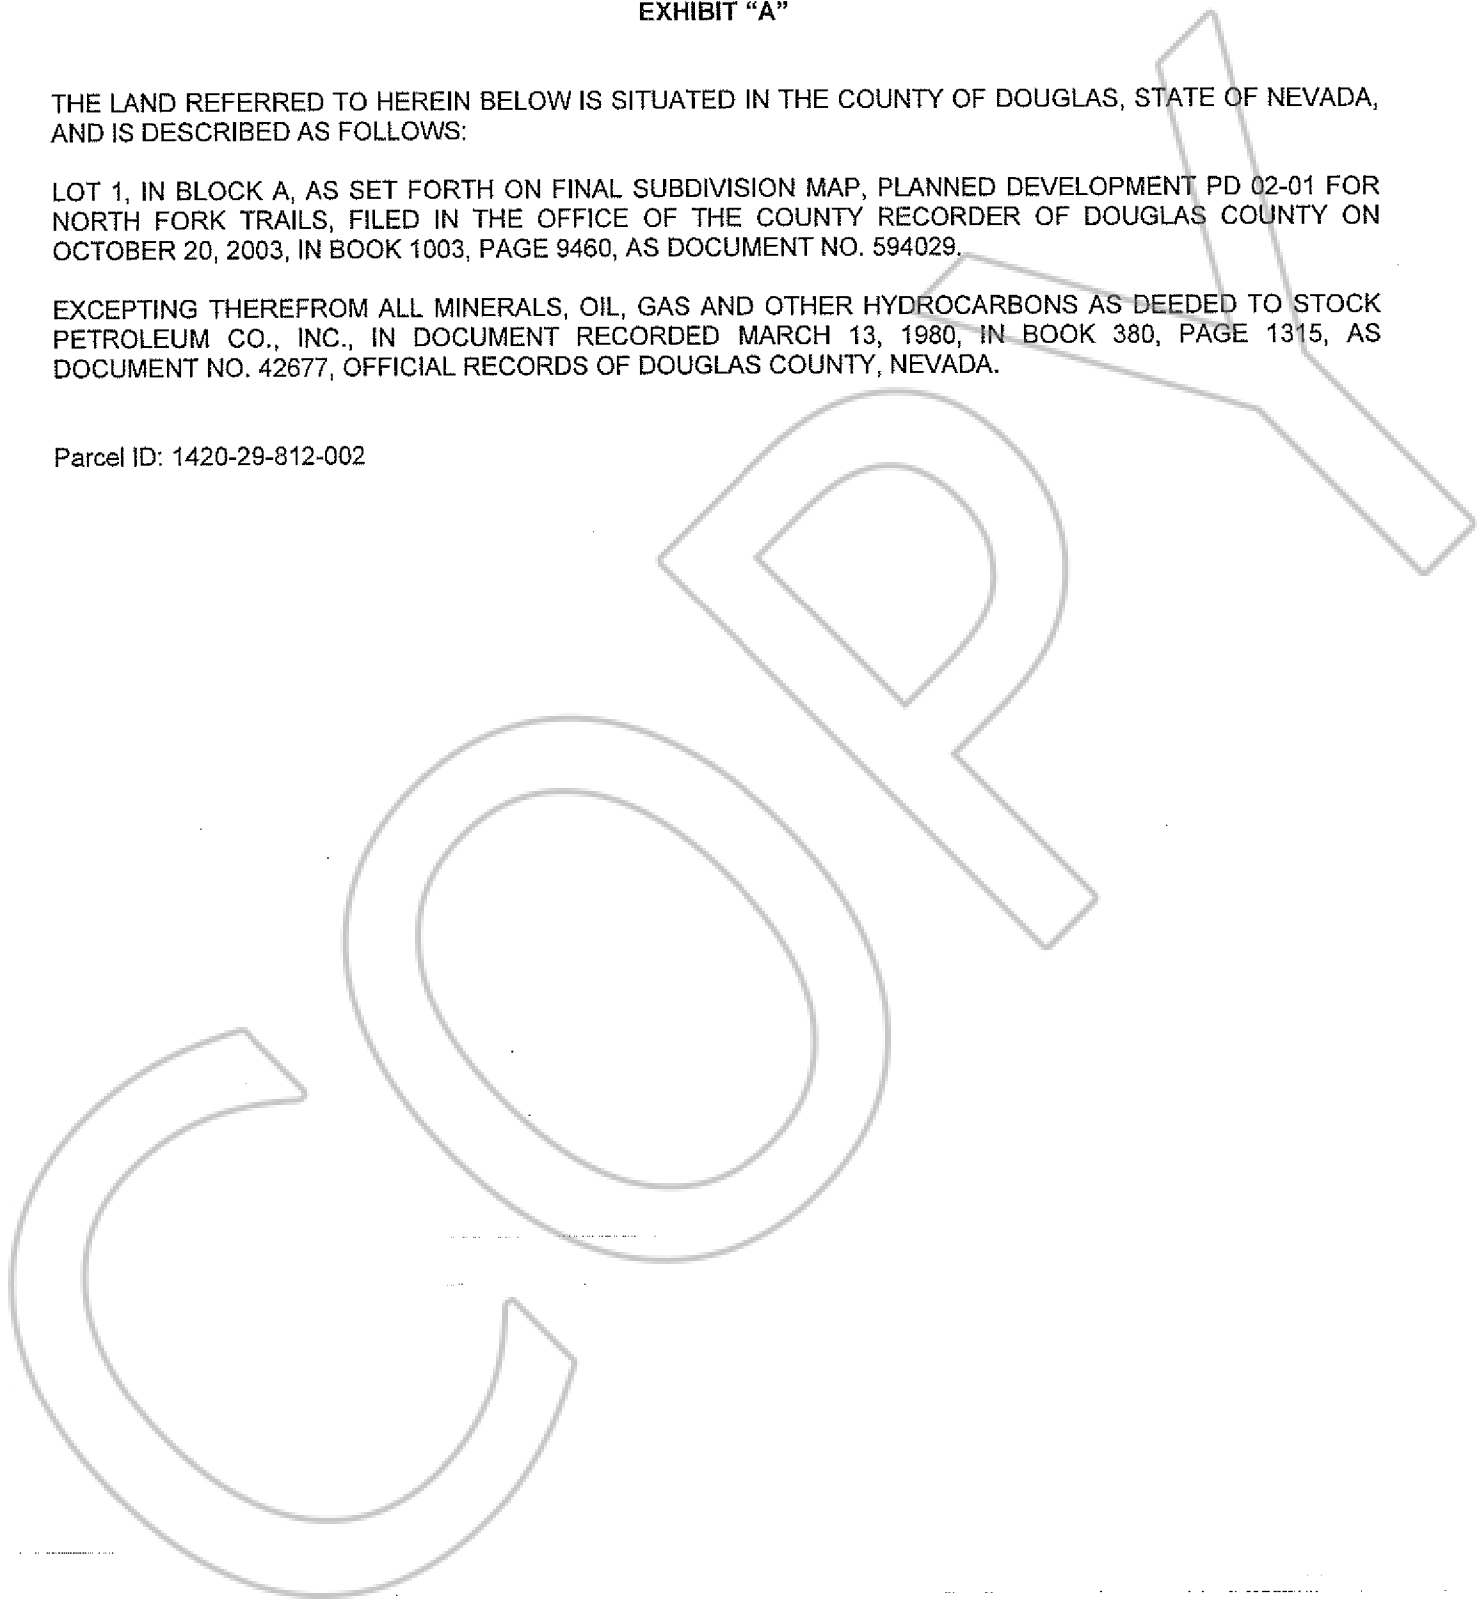 EXHIBIT “A”
THE LAND REFERRED TO HEREIN BELOW IS SITUATED IN THE COUNTY OF DOUGLAS, STATE OF NEVADA,
AND IS DESCRIBED AS FOLLOWS:
LOT 1, IN BLOCK A, AS SET FORTH ON FINAL SUBDIVISION MAP, PLANNED DEVELOPMENT PD 02-01 FOR
NORTH FORK TRAILS, FILED IN THE OFFICE OF THE COUNTY RECORDER OF DOUGLAS COUNTY ON
OCTOBER 20, 2003, IN BOOK 1003, PAGE 9460, AS DOCUMENT NO. 594029.
EXCEPTING THEREFROM ALL MINERALS, OIL, GAS AND OTHER HYDROCARBONS AS DEEDED TO STOCK
PETROLEUM CO., INC., IN DOCUMENT RECORDED MARCH 13, 1980, IN BOOK 380, PAGE 1315, AS
DOCUMENT NO. 42677, OFFICIAL RECORDS OF DOUGLAS COUNTY, NEVADA.
Parcel ID: 1420-29-812-002
COPY